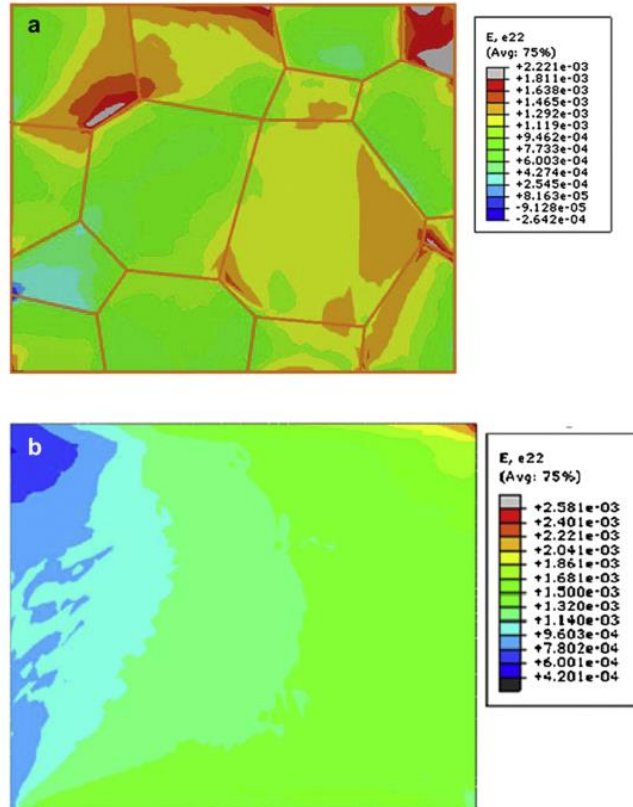 a
E, e22
(Avg: 75%)
+2.221e-03
+1.811e-03
+1.638e-03
+1.465e-03
+1.292e-03
+1.119e-03
+9.462e-04
+7.733e-04
+6.003e-04
+4.274e-04
+2.545e-04
+8.163e-05
-9.128e-05
-2.642e-04
b
E, e22
(Avg: 75%)
+2.581e-03
+2.401e-03
+2.221e-03
+2.041e-03
+1.861e-03
+1.681e-03
+1.500e-03
+1.320e-03
+1.140e-03
+9.603e-04
+7.802e-04
+6.001e-04
+4.201e-04